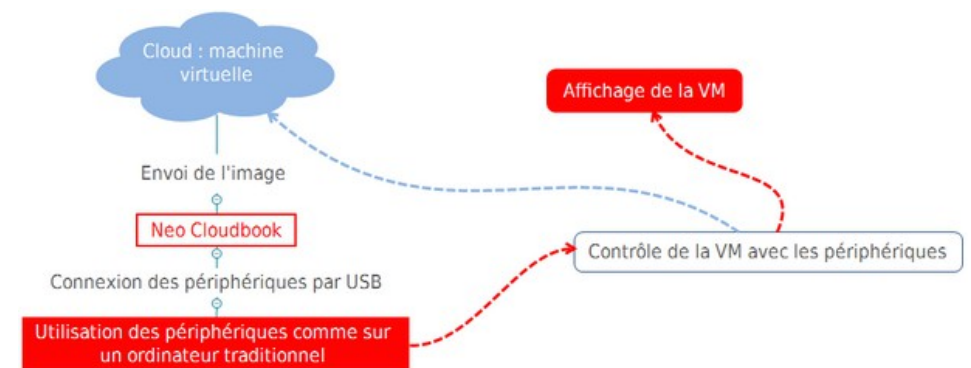 Cloud : machine
virtuelle
Affichage de la VM
Envoi de l'image
Neo Cloudbook
Contrôle de la VM avec les périphériques
Connexion des périphériques par USB
Utilisation des périphériques comme sur
un ordinateur traditionnel